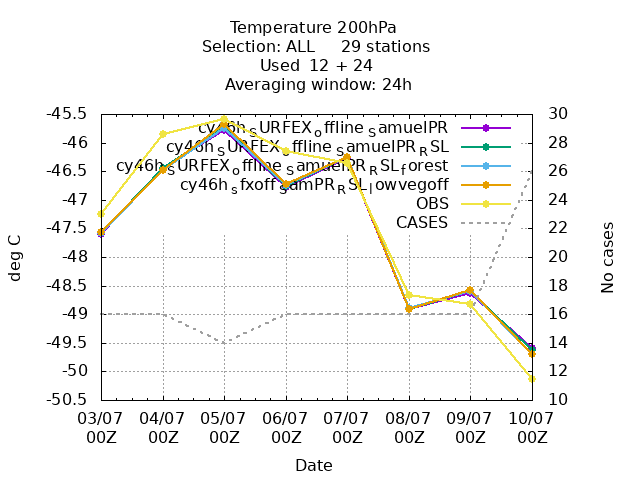 Temperature 200hPa
Selection: ALL 29 stations
Used 12 + 24
Averaging window: 24h
-45.5
-46
-46.5
-47
-47.5
-48
-48.5
-49
-49.5
-50
-50.5
30
28
26
24
22
20
18
16
14
12
10
cy46h_SURFEX_offline_samuelPR
cy46h_SURFEX_offline_samuelPR_RSL
cy46h_SURFEX_offline_samuelPR_RSL_forest
cy46h_sfxoff_samPR_RSL_lowvegoff
OBS
CASES
deg C
No cases
03/07 04/07 05/07 06/07 07/07 08/07 09/07 10/07
00Z 00Z 00Z 00Z 00Z 00Z 00Z 00Z
Date